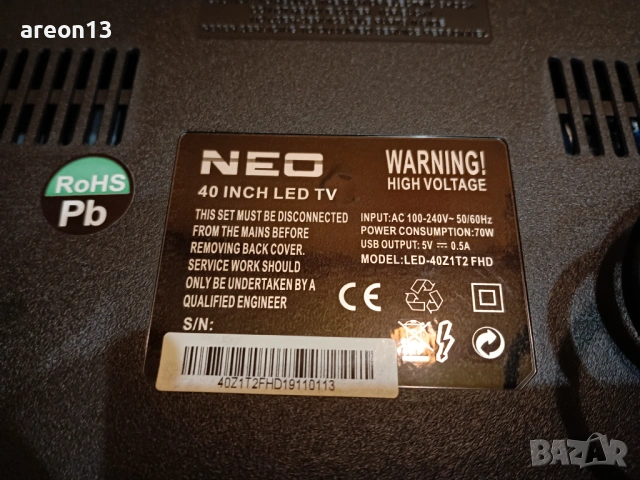 areon13
RoHS
Pb
NEO
40 INCH LED TV
THIS SET MUST BE DISCONNECTED
FROM THE MAINS BEFORE
REMOVING BACK COVER.
SERVICE WORK SHOULD
ONLY BE UNDERTAKEN BY A
QUALIFIED ENGINEER
S/N:
40Z1T2FHD19110113
WARNING!
HIGH VOLTAGE
INPUT:AC 100-240V~ 50/60Hz
POWER CONSUMPTION:70W
USB OUTPUT: 5V ⎓ 0.5A
MODEL:LED-40Z1T2 FHD
CE
BAZAR